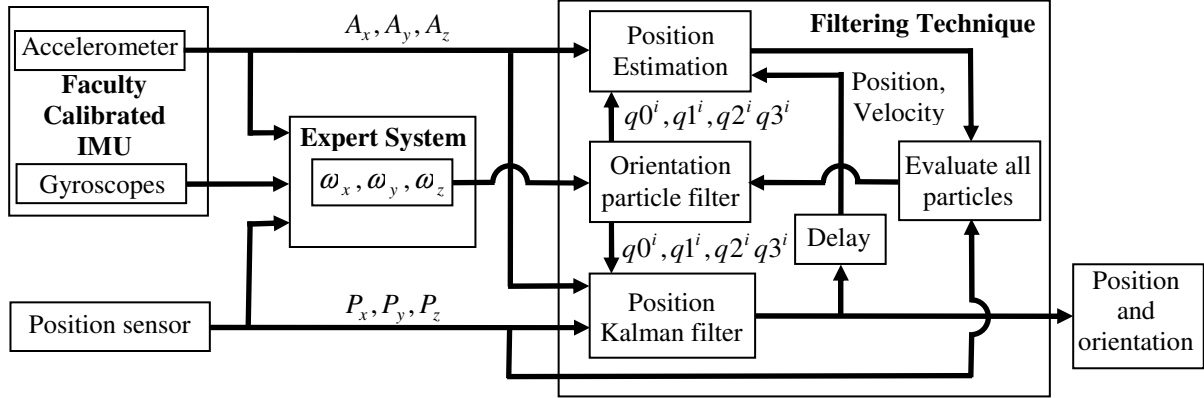 Accelerometer
Faculty
Calibrated
IMU
Gyroscopes
Position sensor
A_x, A_y, A_z
Expert System
ω_x, ω_y, ω_z
P_x, P_y, P_z
Filtering Technique
Position
Estimation
q0^i, q1^i, q2^i q3^i
Orientation
particle filter
q0^i, q1^i, q2^i q3^i
Position
Kalman filter
Position,
Velocity
Delay
Evaluate all
particles
Position
and
orientation